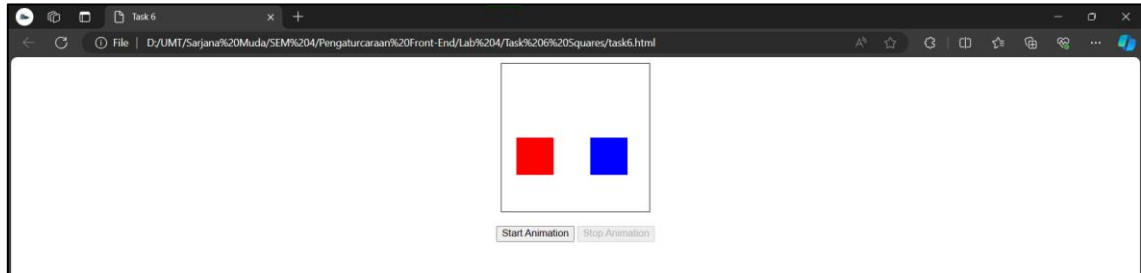 Task 6
File | D:/UMT/Sarjana%20Muda/SEM%204/Pengaturcaraan%20Front-End/Lab%204/Task%206%20Squares/task6.html
Start Animation Stop Animation